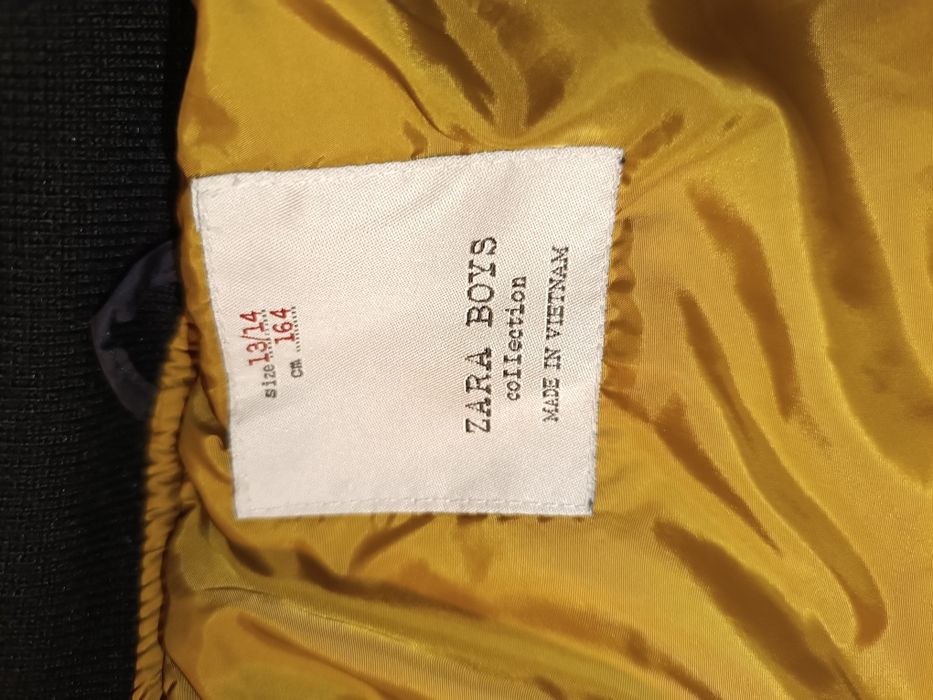 size 13/14
cm 164
ZARA BOYS
collection
MADE IN VIETNAM